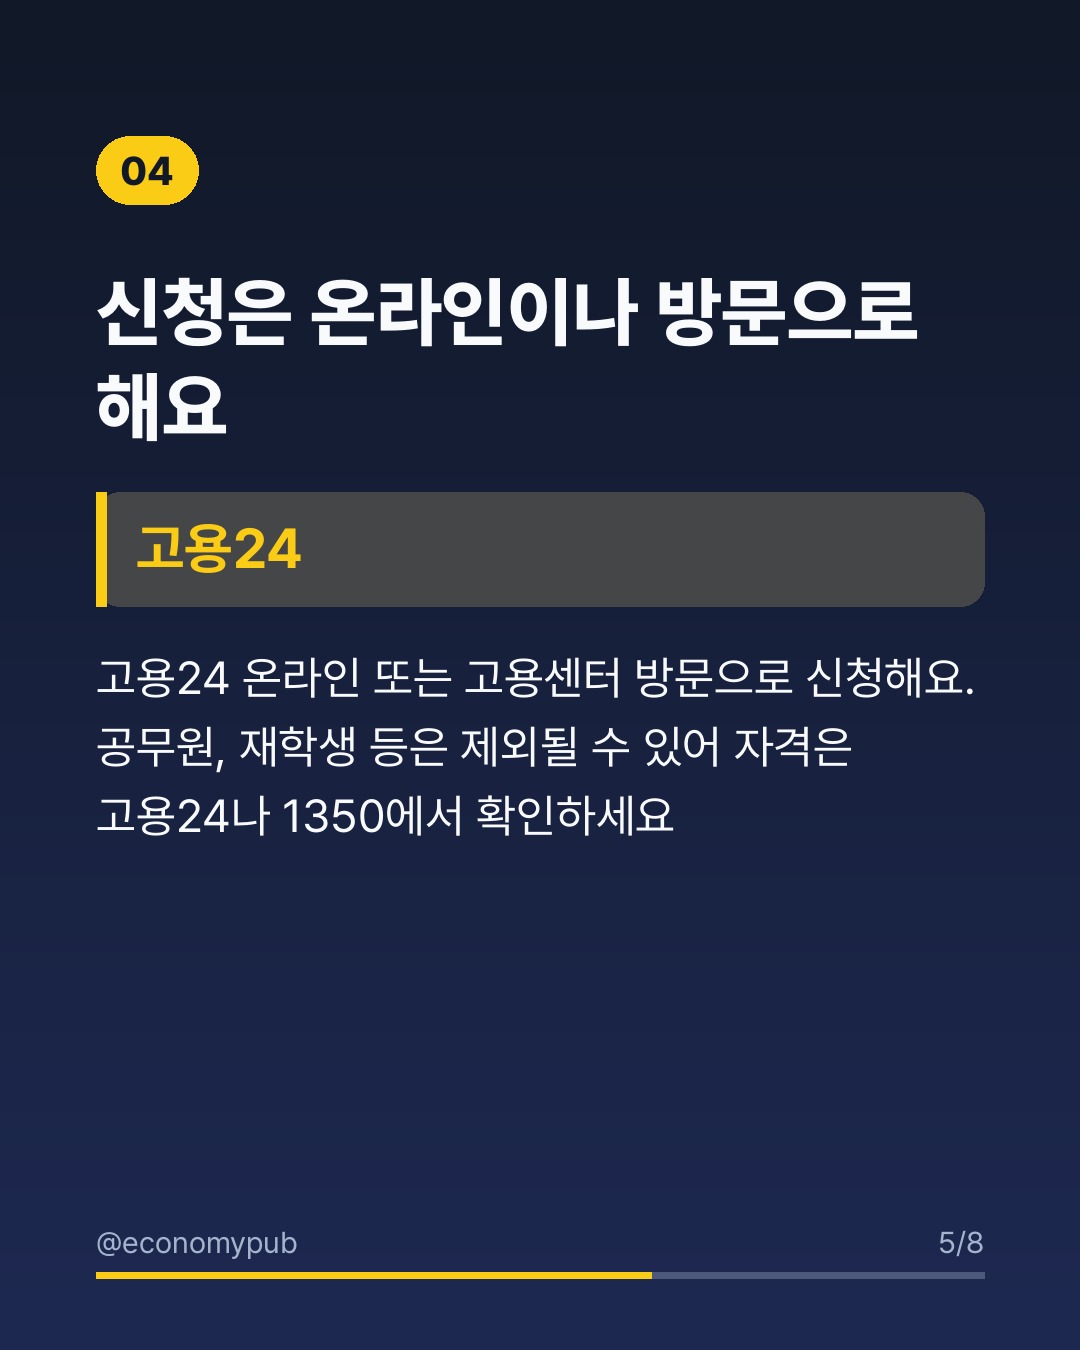 04
신청은 온라인이나 방문으로
해요
고용24
고용24 온라인 또는 고용센터 방문으로 신청해요.
공무원, 재학생 등은 제외될 수 있어 자격은
고용24나 1350에서 확인하세요
@economypub
5/8